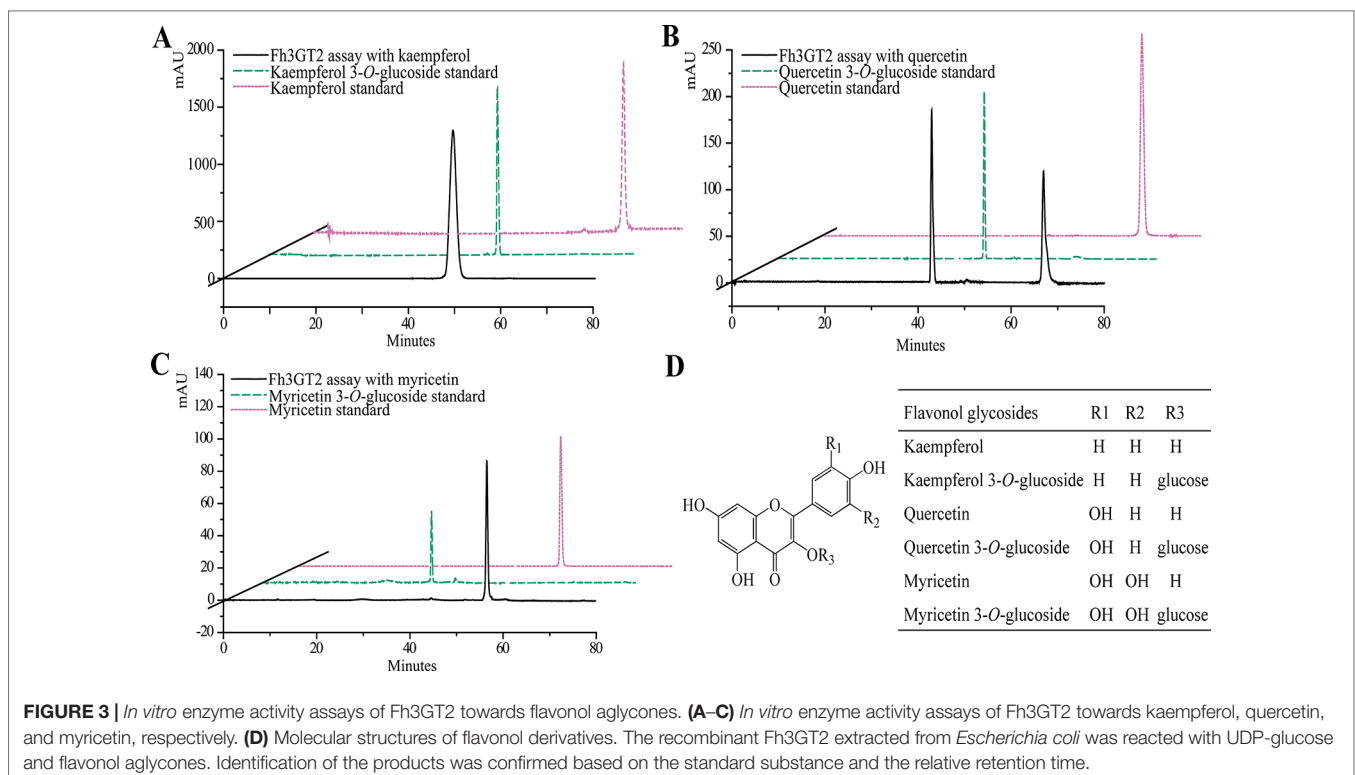 A
mAU
2000
1500
1000
500
0
Fh3GT2 assay with kaempferol
Kaempferol 3-O-glucoside standard
Kaempferol standard
0 20 40 60 80
Minutes
B
mAU
250
200
150
100
50
0
Fh3GT2 assay with quercetin
Quercetin 3-O-glucoside standard
Quercetin standard
0 20 40 60 80
Minutes
C
mAU
140
120
100
80
60
40
20
0
-20
Fh3GT2 assay with myricetin
Myricetin 3-O-glucoside standard
Myricetin standard
0 20 40 60 80
Minutes
D
R1
OH
HO
O
R2
OR3
OH
O
Flavonol glycosides R1 R2 R3
Kaempferol H H H
Kaempferol 3-O-glucoside H H glucose
Quercetin OH H H
Quercetin 3-O-glucoside OH H glucose
Myricetin OH OH H
Myricetin 3-O-glucoside OH OH glucose
FIGURE 3 | In vitro enzyme activity assays of Fh3GT2 towards flavonol aglycones. (A–C) In vitro enzyme activity assays of Fh3GT2 towards kaempferol, quercetin,
and myricetin, respectively. (D) Molecular structures of flavonol derivatives. The recombinant Fh3GT2 extracted from Escherichia coli was reacted with UDP-glucose
and flavonol aglycones. Identification of the products was confirmed based on the standard substance and the relative retention time.